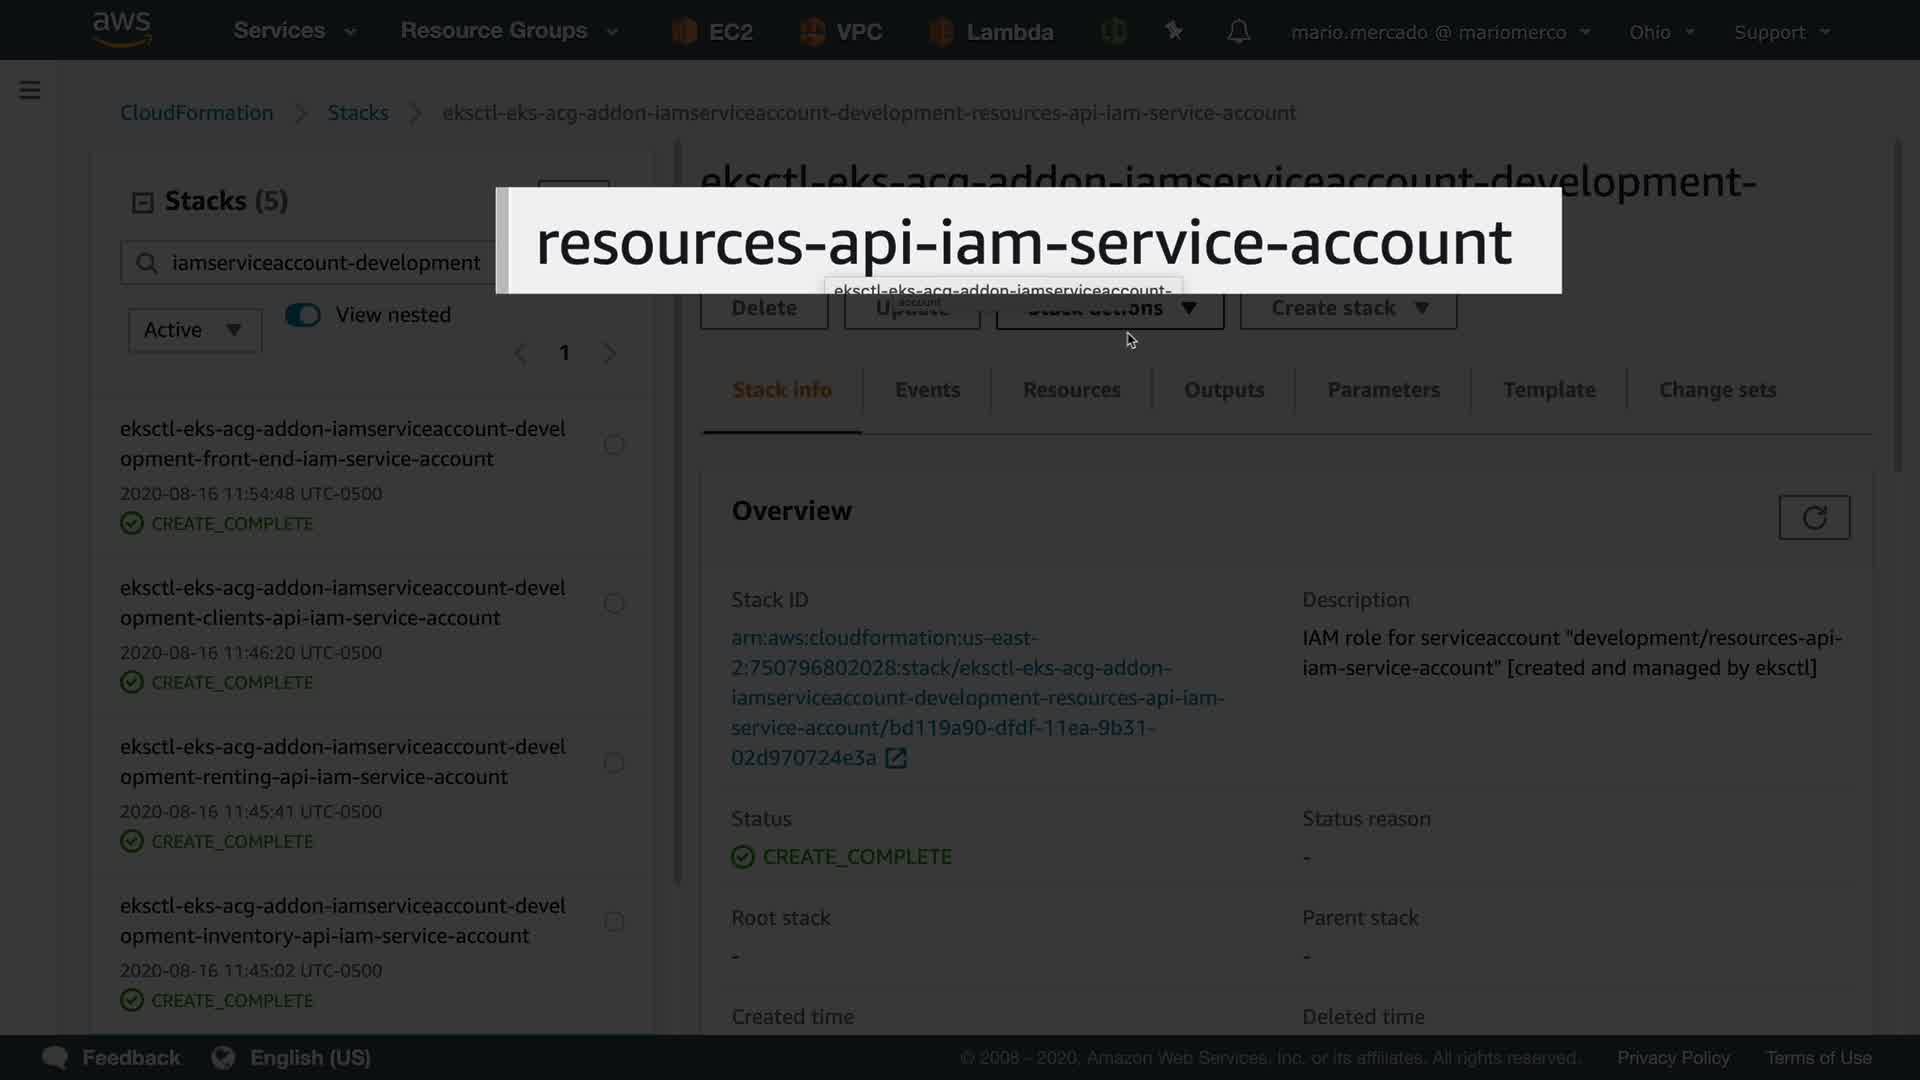 aws
Services
Resource Groups
EC2
VPC
Lambda
mario.mercado @ mariomerco
Ohio
Support
CloudFormation
Stacks
eksctl-eks-acg-addon-iamserviceaccount-development-resources-api-iam-service-account
Stacks (5)
iamserviceaccount-development
Active
View nested
1
eksctl-eks-acg-addon-iamserviceaccount-devel
opment-front-end-iam-service-account
2020-08-16 11:54:48 UTC-0500
CREATE_COMPLETE
eksctl-eks-acg-addon-iamserviceaccount-devel
opment-clients-api-iam-service-account
2020-08-16 11:46:20 UTC-0500
CREATE_COMPLETE
eksctl-eks-acg-addon-iamserviceaccount-devel
opment-renting-api-iam-service-account
2020-08-16 11:45:41 UTC-0500
CREATE_COMPLETE
eksctl-eks-acg-addon-iamserviceaccount-devel
opment-inventory-api-iam-service-account
2020-08-16 11:45:02 UTC-0500
CREATE_COMPLETE
eksctl-eks-acg-addon-iamserviceaccount-development-
resources-api-iam-service-account
eksctl-eks-acg-addon-iamserviceaccount-
account
Delete
Update
Stack actions
Create stack
Stack info
Events
Resources
Outputs
Parameters
Template
Change sets
Overview
Stack ID
arn:aws:cloudformation:us-east-
2:750796802028:stack/eksctl-eks-acg-addon-
iamserviceaccount-development-resources-api-iam-
service-account/bd119a90-dfdf-11ea-9b31-
02d970724e3a
Description
IAM role for serviceaccount "development/resources-api-
iam-service-account" [created and managed by eksctl]
Status
CREATE_COMPLETE
Status reason
-
Root stack
-
Parent stack
-
Created time
Deleted time
Feedback
English (US)
© 2008 - 2020, Amazon Web Services, Inc. or its affiliates. All rights reserved.
Privacy Policy
Terms of Use